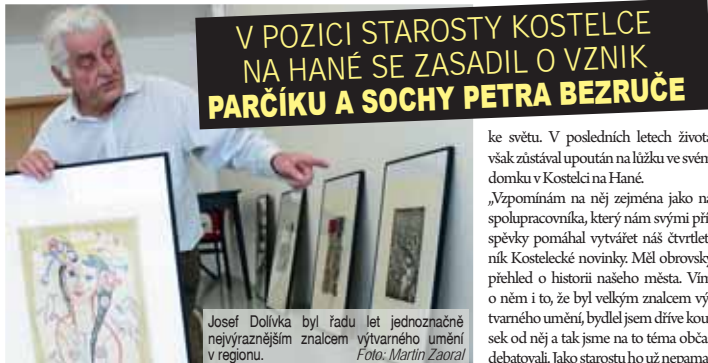 V POZICI STAROSTY KOSTELCE
NA HANÉ SE ZASADIL O VZNIK
PARČÍKU A SOCHY PETRA BEZRUČE
Josef Dolívka byl řadu let jednoznačně
nejvýraznějším znalcem výtvarného umění
v regionu. Foto: Martin Zaoral
ke světu. V posledních letech života
však zůstával upoután na lůžku ve svém
domku v Kostelci na Hané.
„Vzpomínám na něj zejména jako na
spolupracovníka, který nám svými pří-
spěvky pomáhal vytvářet náš čtvrtlet-
ník Kostelecké novinky. Měl obrovský
přehled o historii našeho města. Vím
o něm i to, že byl velkým znalcem vý-
tvarného umění, bydlel jsem dříve kou-
sek od něj a tak jsme na to téma občas
debatovali. Jako starostu ho už nepama-